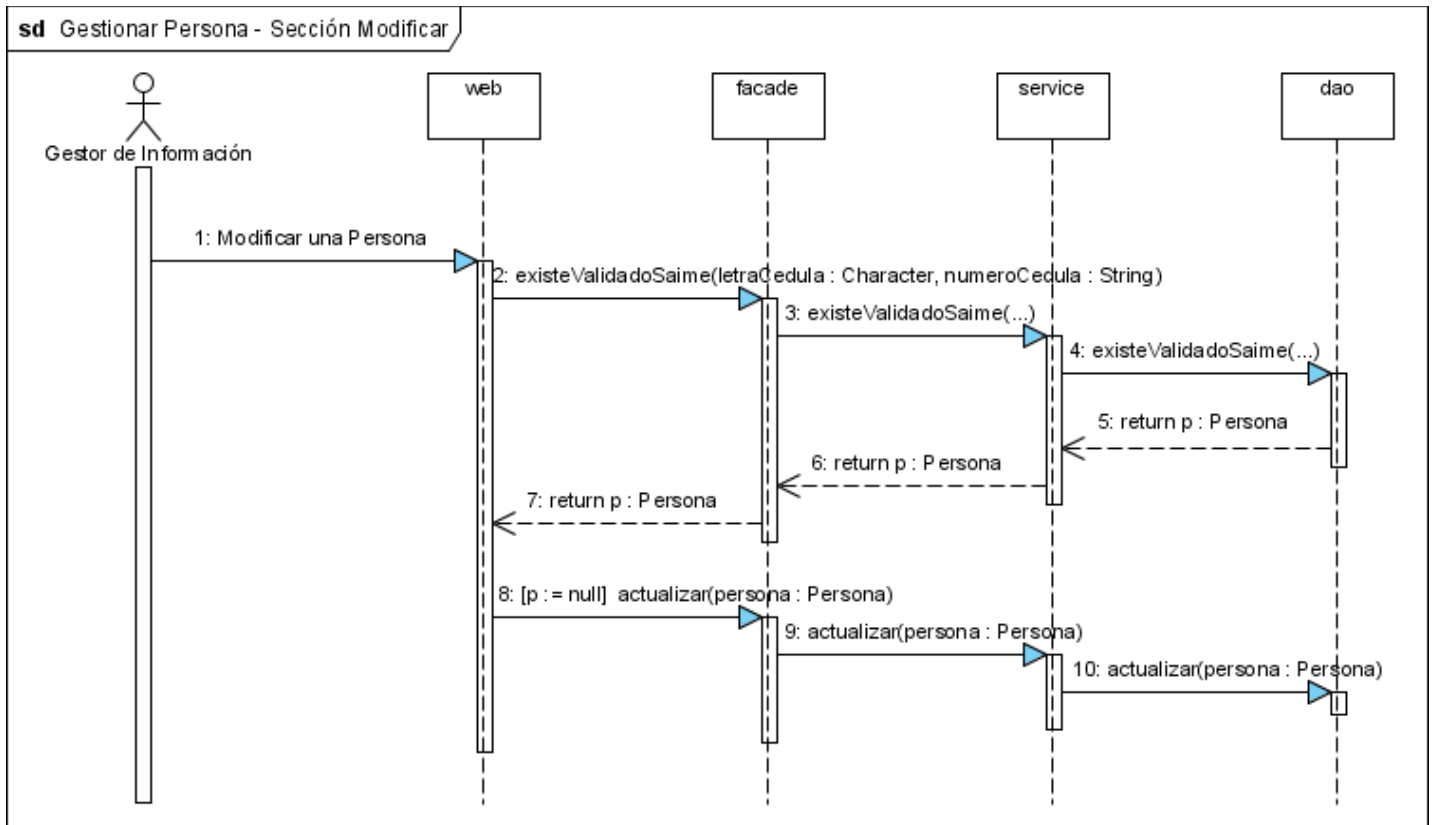 sd Gestionar Persona - Sección Modificar
web
facade
service
dao
Gestor de Información
1: Modificar una Persona
2: existeValidadoSaime(letraCedula : Character, numeroCedula : String)
3: existeValidadoSaime(...)
4: existeValidadoSaime(...)
5: return p : Persona
6: return p : Persona
7: return p : Persona
8: [p := null] actualizar(persona : Persona)
9: actualizar(persona : Persona)
10: actualizar(persona : Persona)